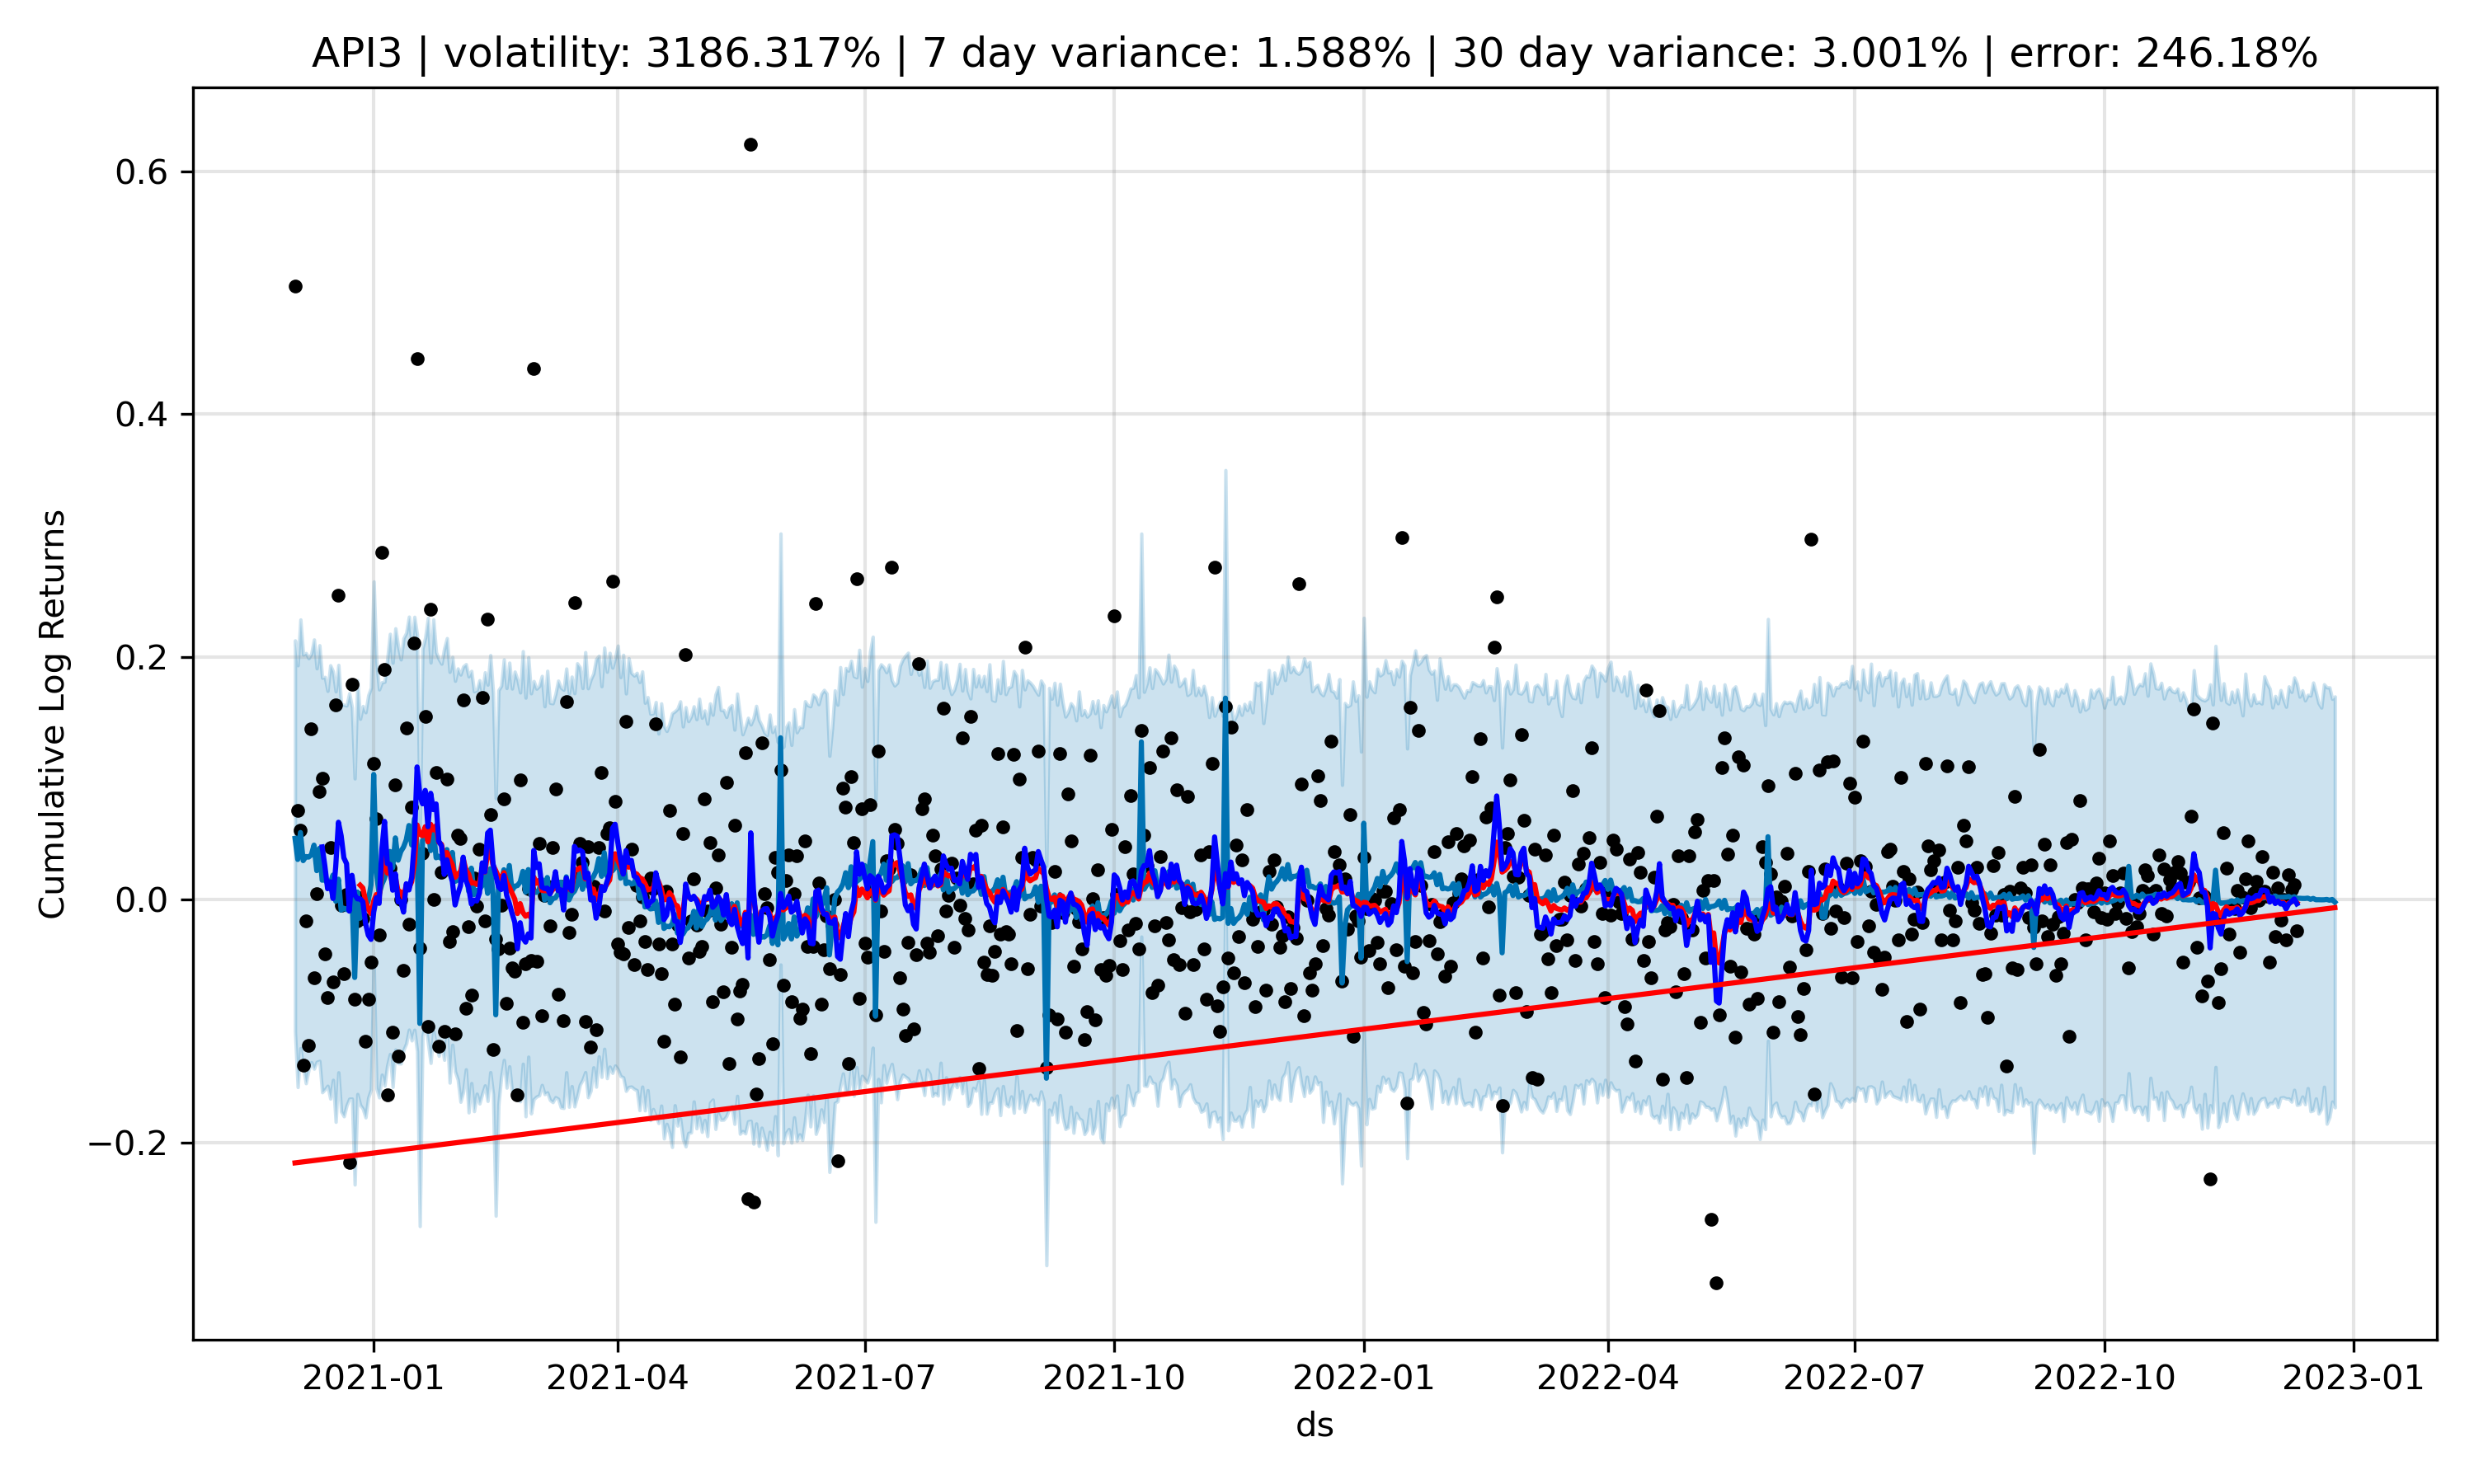 API3 | volatility: 3186.317% | 7 day variance: 1.588% | 30 day variance: 3.001% | error: 246.18%
0.6
0.4
0.2
0.0
−0.2
Cumulative Log Returns
2021-01 2021-04 2021-07 2021-10 2022-01 2022-04 2022-07 2022-10 2023-01
ds